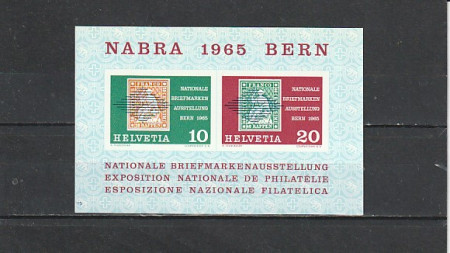 NABRA 1965 BERN
NATIONALE
BRIEFMARKEN
AUSSTELLUNG
BERN 1965
HELVETIA 10
NATIONALE
BRIEFMARKEN
AUSSTELLUNG
BERN 1965
HELVETIA 20
NATIONALE BRIEFMARKENAUSSTELLUNG
EXPOSITION NATIONALE DE PHILATÉLIE
ESPOSIZIONE NAZIONALE FILATELICA